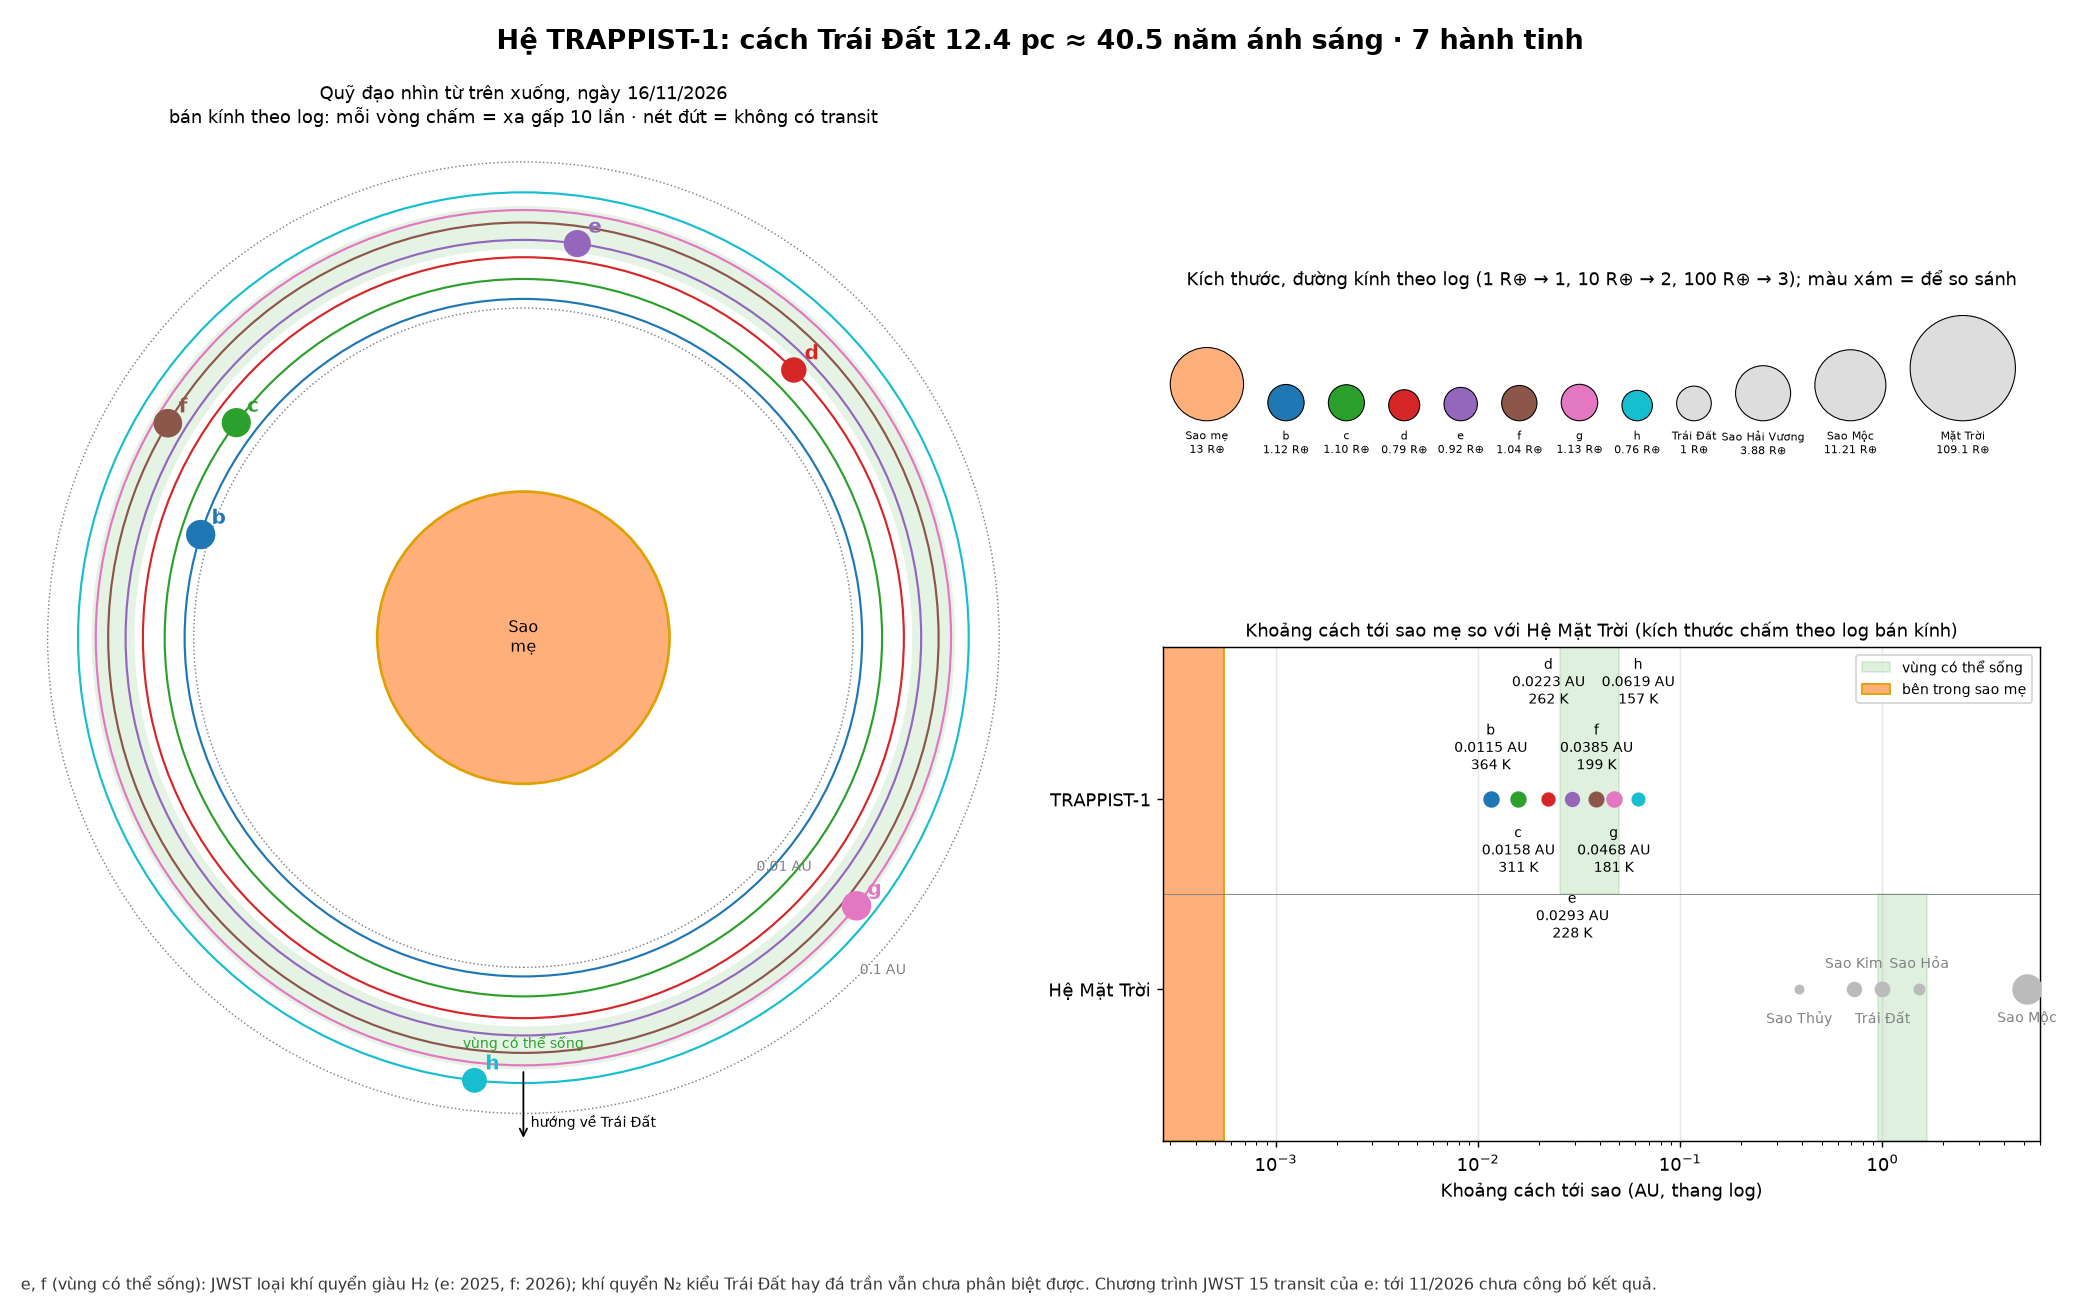 Hệ TRAPPIST-1: cách Trái Đất 12.4 pc ≈ 40.5 năm ánh sáng · 7 hành tinh
Quỹ đạo nhìn từ trên xuống, ngày 16/11/2026
bán kính theo log: mỗi vòng chấm = xa gấp 10 lần · nét đứt = không có transit
e
d
f
c
b
Sao
mẹ
0.01 AU
g
0.1 AU
vùng có thể sống
h
hướng về Trái Đất
Kích thước, đường kính theo log (1 R⊕ → 1, 10 R⊕ → 2, 100 R⊕ → 3); màu xám = để so sánh
Sao mẹ
13 R⊕
b
1.12 R⊕
c
1.10 R⊕
d
0.79 R⊕
e
0.92 R⊕
f
1.04 R⊕
g
1.13 R⊕
h
0.76 R⊕
Trái Đất
1 R⊕
Sao Hải Vương
3.88 R⊕
Sao Mộc
11.21 R⊕
Mặt Trời
109.1 R⊕
Khoảng cách tới sao mẹ so với Hệ Mặt Trời (kích thước chấm theo log bán kính)
vùng có thể sống
bên trong sao mẹ
d
0.0223 AU
262 K
h
0.0619 AU
157 K
b
0.0115 AU
364 K
f
0.0385 AU
199 K
TRAPPIST-1
c
0.0158 AU
311 K
g
0.0468 AU
181 K
e
0.0293 AU
228 K
Sao Kim
Sao Hỏa
Hệ Mặt Trời
Sao Thủy
Trái Đất
Sao Mộc
10⁻³
10⁻²
10⁻¹
10⁰
Khoảng cách tới sao (AU, thang log)
e, f (vùng có thể sống): JWST loại khí quyển giàu H₂ (e: 2025, f: 2026); khí quyển N₂ kiểu Trái Đất hay đá trần vẫn chưa phân biệt được. Chương trình JWST 15 transit của e: tới 11/2026 chưa công bố kết quả.